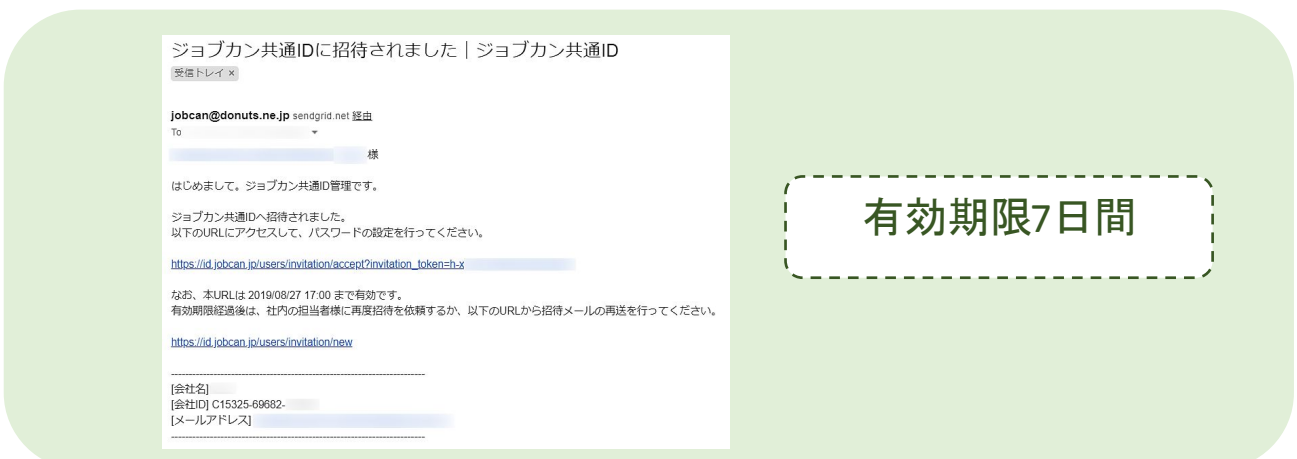 ジョブカン共通IDに招待されました｜ジョブカン共通ID
受信トレイ ×
jobcan@donuts.ne.jp sendgrid.net 経由
To
様
はじめまして。ジョブカン共通ID管理です。
ジョブカン共通IDへ招待されました。
以下のURLにアクセスして、パスワードの設定を行ってください。
https://id.jobcan.jp/users/invitation/accept?invitation_token=h-x
なお、本URLは 2019/08/27 17:00 まで有効です。
有効期限経過後は、社内の担当者様に再度招待を依頼するか、以下のURLから招待メールの再送を行ってください。
https://id.jobcan.jp/users/invitation/new
------------------------------------------------------------------------
[会社名]
[会社ID] C15325-69682-
[メールアドレス]
------------------------------------------------------------------------
有効期限7日間